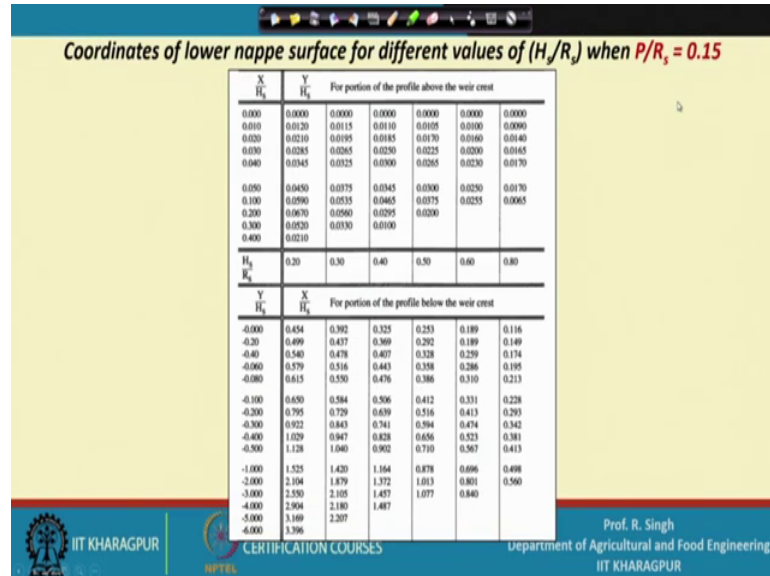 Coordinates of lower nappe surface for different values of (Hs/Rs) when P/Rs = 0.15
X/Hs Y/Hs For portion of the profile above the weir crest
0.000 0.0000 0.0000 0.0000 0.0000 0.0000 0.0000
0.010 0.0120 0.0115 0.0110 0.0105 0.0100 0.0090
0.020 0.0210 0.0195 0.0185 0.0170 0.0160 0.0140
0.030 0.0285 0.0265 0.0250 0.0225 0.0200 0.0165
0.040 0.0345 0.0325 0.0300 0.0265 0.0230 0.0170
0.050 0.0450 0.0375 0.0345 0.0300 0.0250 0.0170
0.100 0.0590 0.0535 0.0465 0.0375 0.0255 0.0065
0.200 0.0670 0.0560 0.0295 0.0200
0.300 0.0520 0.0330 0.0100
0.400 0.0210
Hs/Rs 0.20 0.30 0.40 0.50 0.60 0.80
Y/Hs X/Hs For portion of the profile below the weir crest
-0.000 0.454 0.392 0.325 0.253 0.189 0.116
-0.20 0.499 0.437 0.369 0.292 0.189 0.149
-0.40 0.540 0.478 0.407 0.328 0.259 0.174
-0.060 0.579 0.516 0.443 0.358 0.286 0.195
-0.080 0.615 0.550 0.476 0.386 0.310 0.213
-0.100 0.650 0.584 0.506 0.412 0.331 0.228
-0.200 0.795 0.729 0.639 0.516 0.413 0.293
-0.300 0.922 0.843 0.741 0.594 0.474 0.342
-0.400 1.029 0.947 0.828 0.656 0.523 0.381
-0.500 1.128 1.040 0.902 0.710 0.567 0.413
-1.000 1.525 1.420 1.164 0.878 0.696 0.498
-2.000 2.104 1.879 1.372 1.013 0.801 0.560
-3.000 2.550 2.105 1.457 1.077 0.840
-4.000 2.904 2.180 1.487
-5.000 3.169 2.207
-6.000 3.396
IIT KHARAGPUR
NPTEL
CERTIFICATION COURSES
Prof. R. Singh
Department of Agricultural and Food Engineering
IIT KHARAGPUR